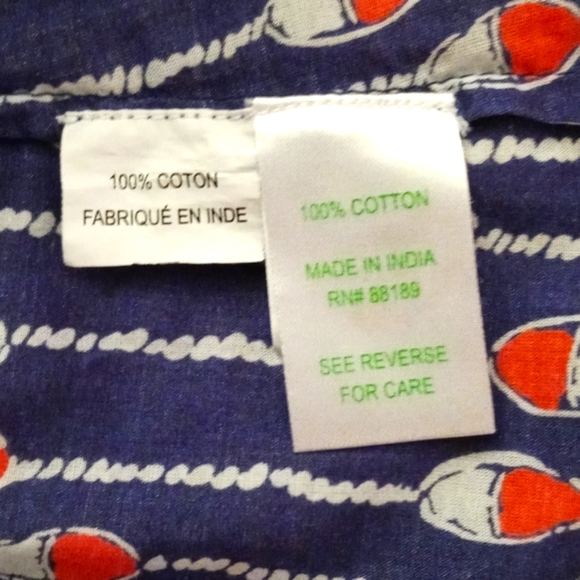 100% COTON
FABRIQUÉ EN INDE
100% COTTON
MADE IN INDIA
RN# 88189
SEE REVERSE
FOR CARE